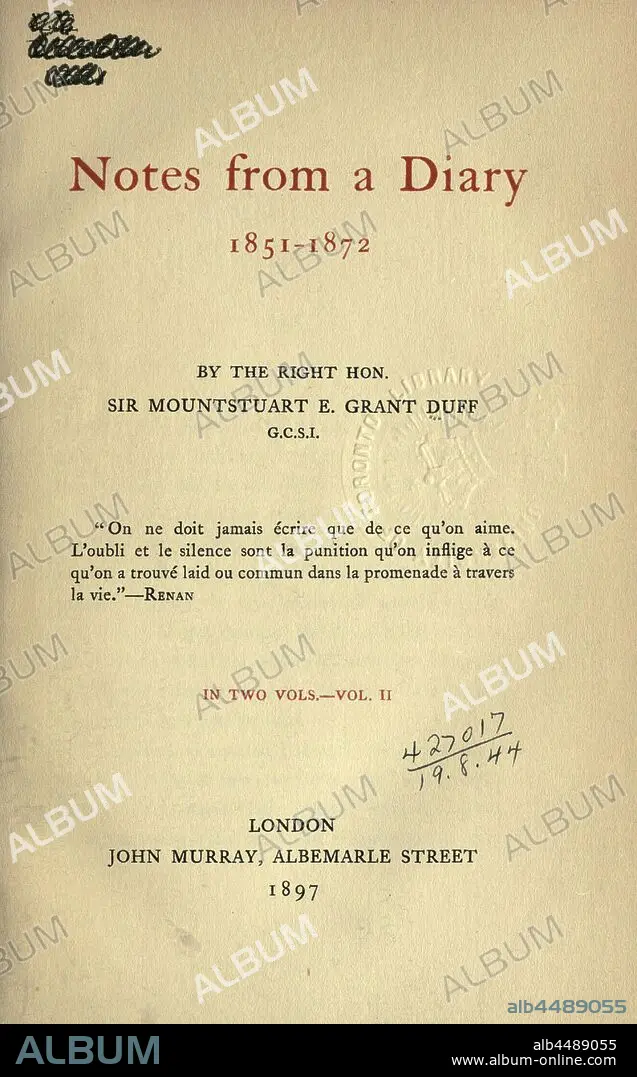 Notes from a Diary
1851-1872
BY THE RIGHT HON.
SIR MOUNTSTUART E. GRANT DUFF
G.C.S.I.
"On ne doit jamais écrire que de ce qu'on aime.
L'oubli et le silence sont la punition qu'on inflige à ce
qu'on a trouvé laid ou commun dans la promenade à travers
la vie."—RENAN
IN TWO VOLS.—VOL. II
427017
19.8.44
LONDON
JOHN MURRAY, ALBEMARLE STREET
1897
alb4489055
ALBUM
alb4489055
www.album-online.com